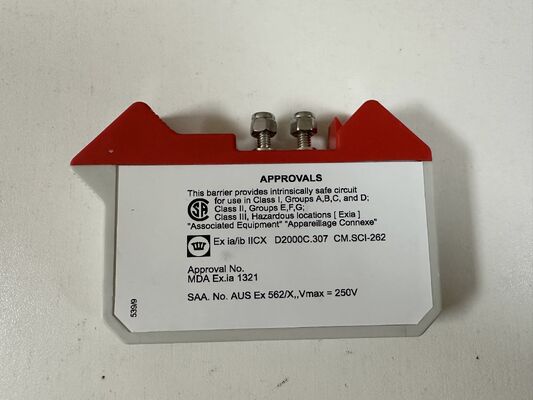 APPROVALS
This barrier provides intrinsically safe circuit
for use in Class I, Groups A,B,C, and D;
Class II, Groups E,F,G;
Class III, Hazardous locations [ Exia ]
"Associated Equipment" "Appareillage Connexe"
Ex ia/ib IICX D2000C.307 CM.SCI-262
Approval No.
MDA Ex.ia 1321
SAA. No. AUS Ex 562/X,,Vmax = 250V
539/9